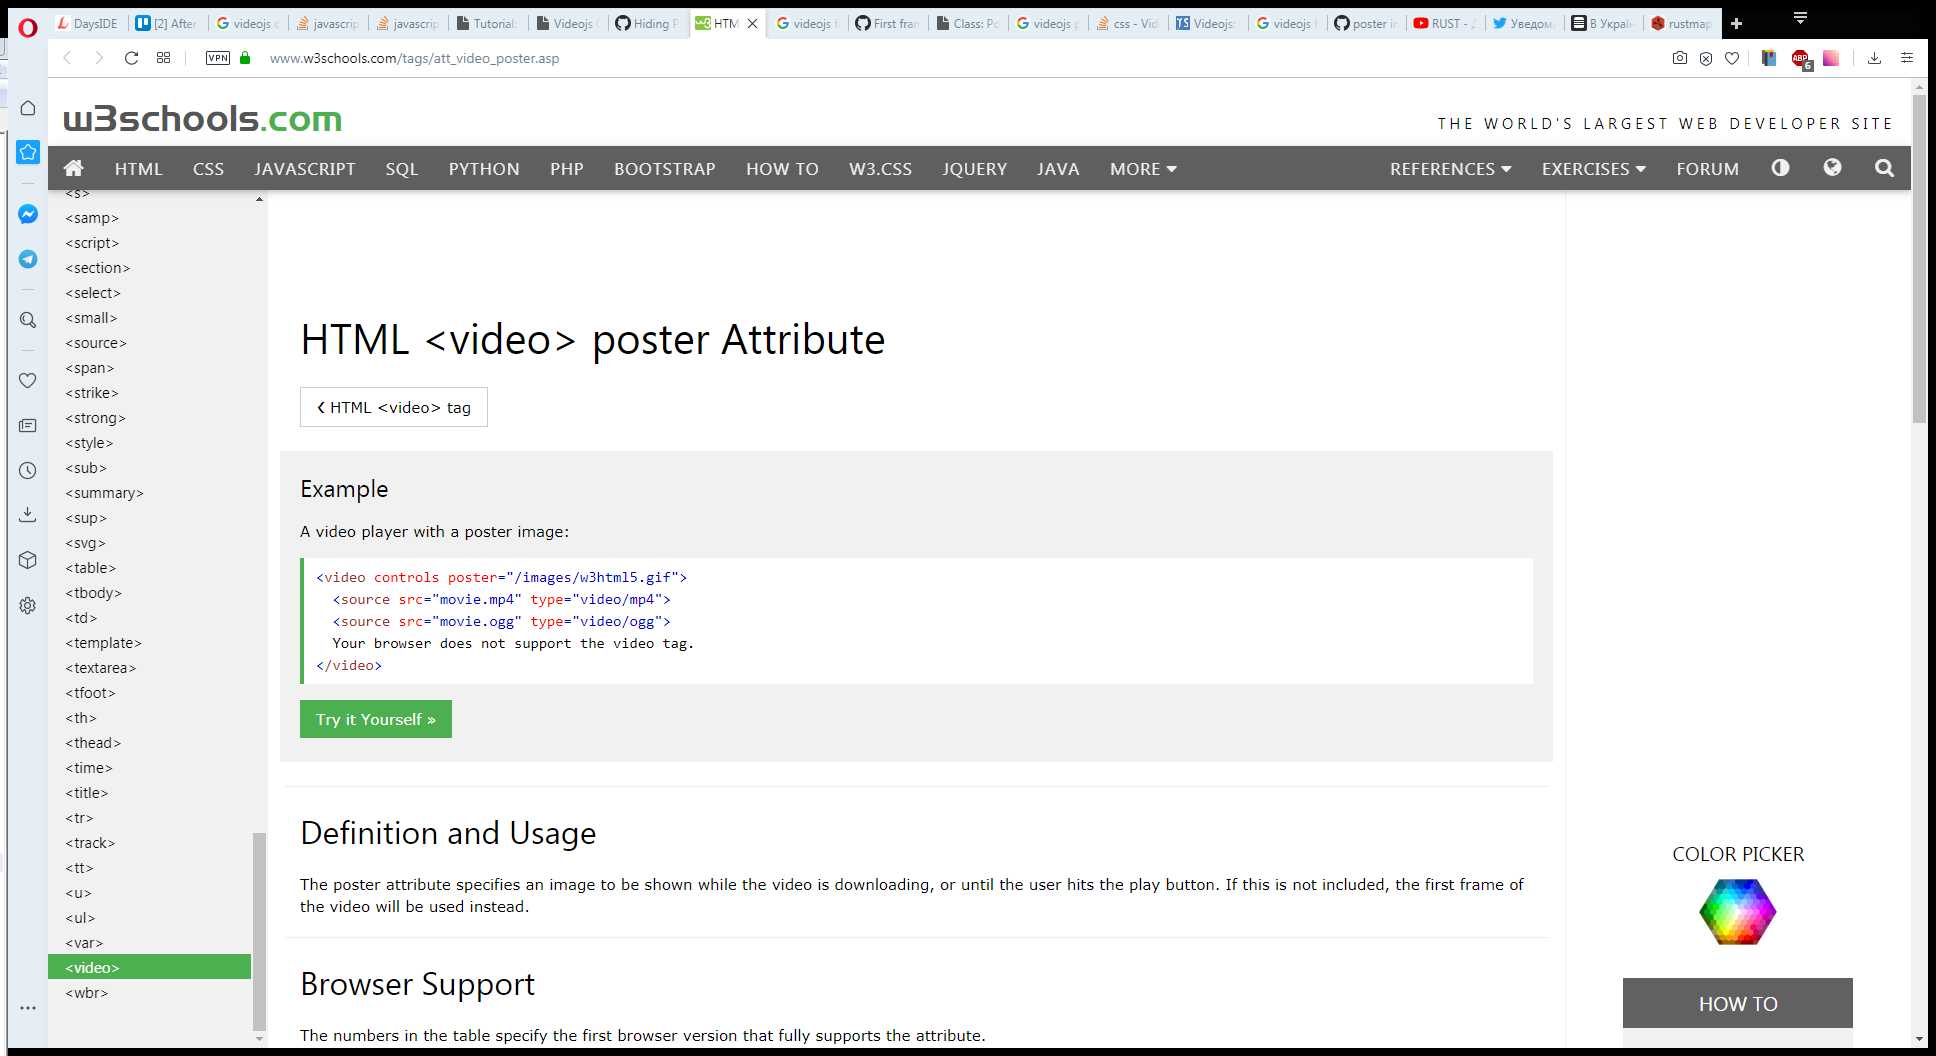 DaysIDE
[2] After
videojs c
javascrip
javascrip
Tutorial:
Videojs (
Hiding P
HTM
videojs f
First fran
Class: Po
videojs p
css - Vid
Videojs:
videojs f
poster in
RUST - Д
Уведом.
В Україн
rustmap
VPN
www.w3schools.com/tags/att_video_poster.asp
ABP
6
w3schools.com
THE WORLD'S LARGEST WEB DEVELOPER SITE
HTML CSS JAVASCRIPT SQL PYTHON PHP BOOTSTRAP HOW TO W3.CSS JQUERY JAVA MORE REFERENCES EXERCISES FORUM
<s>
<samp>
<script>
<section>
<select>
<small>
<source>
<span>
<strike>
<strong>
<style>
<sub>
<summary>
<sup>
<svg>
<table>
<tbody>
<td>
<template>
<textarea>
<tfoot>
<th>
<thead>
<time>
<title>
<tr>
<track>
<tt>
<u>
<ul>
<var>
<video>
<wbr>
HTML <video> poster Attribute
❮ HTML <video> tag
Example
A video player with a poster image:
<video controls poster="/images/w3html5.gif">
<source src="movie.mp4" type="video/mp4">
<source src="movie.ogg" type="video/ogg">
Your browser does not support the video tag.
</video>
Try it Yourself »
Definition and Usage
The poster attribute specifies an image to be shown while the video is downloading, or until the user hits the play button. If this is not included, the first frame of
the video will be used instead.
Browser Support
The numbers in the table specify the first browser version that fully supports the attribute.
COLOR PICKER
HOW TO